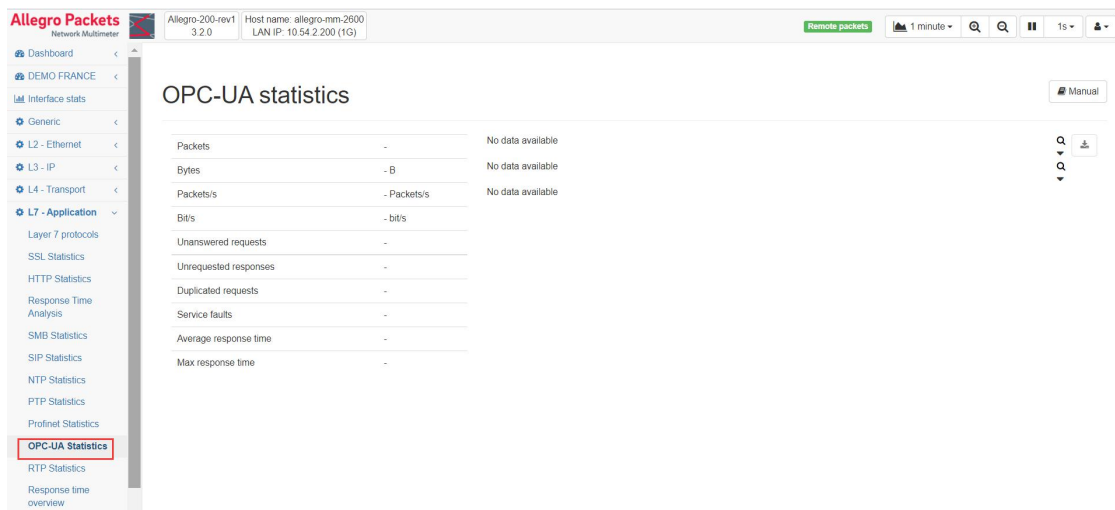 Allegro Packets
Network Multimeter
Allegro-200-rev1
3.2.0
Host name: allegro-mm-2600
LAN IP: 10.54.2.200 (1G)
Remote packets
1 minute
1s
Dashboard
DEMO FRANCE
Interface stats
Generic
L2 - Ethernet
L3 - IP
L4 - Transport
L7 - Application
Layer 7 protocols
SSL Statistics
HTTP Statistics
Response Time
Analysis
SMB Statistics
SIP Statistics
NTP Statistics
PTP Statistics
Profinet Statistics
OPC-UA Statistics
RTP Statistics
Response time
overview
OPC-UA statistics
Manual
Packets -
Bytes - B
Packets/s - Packets/s
Bit/s - bit/s
Unanswered requests -
Unrequested responses -
Duplicated requests -
Service faults -
Average response time -
Max response time -
No data available
No data available
No data available